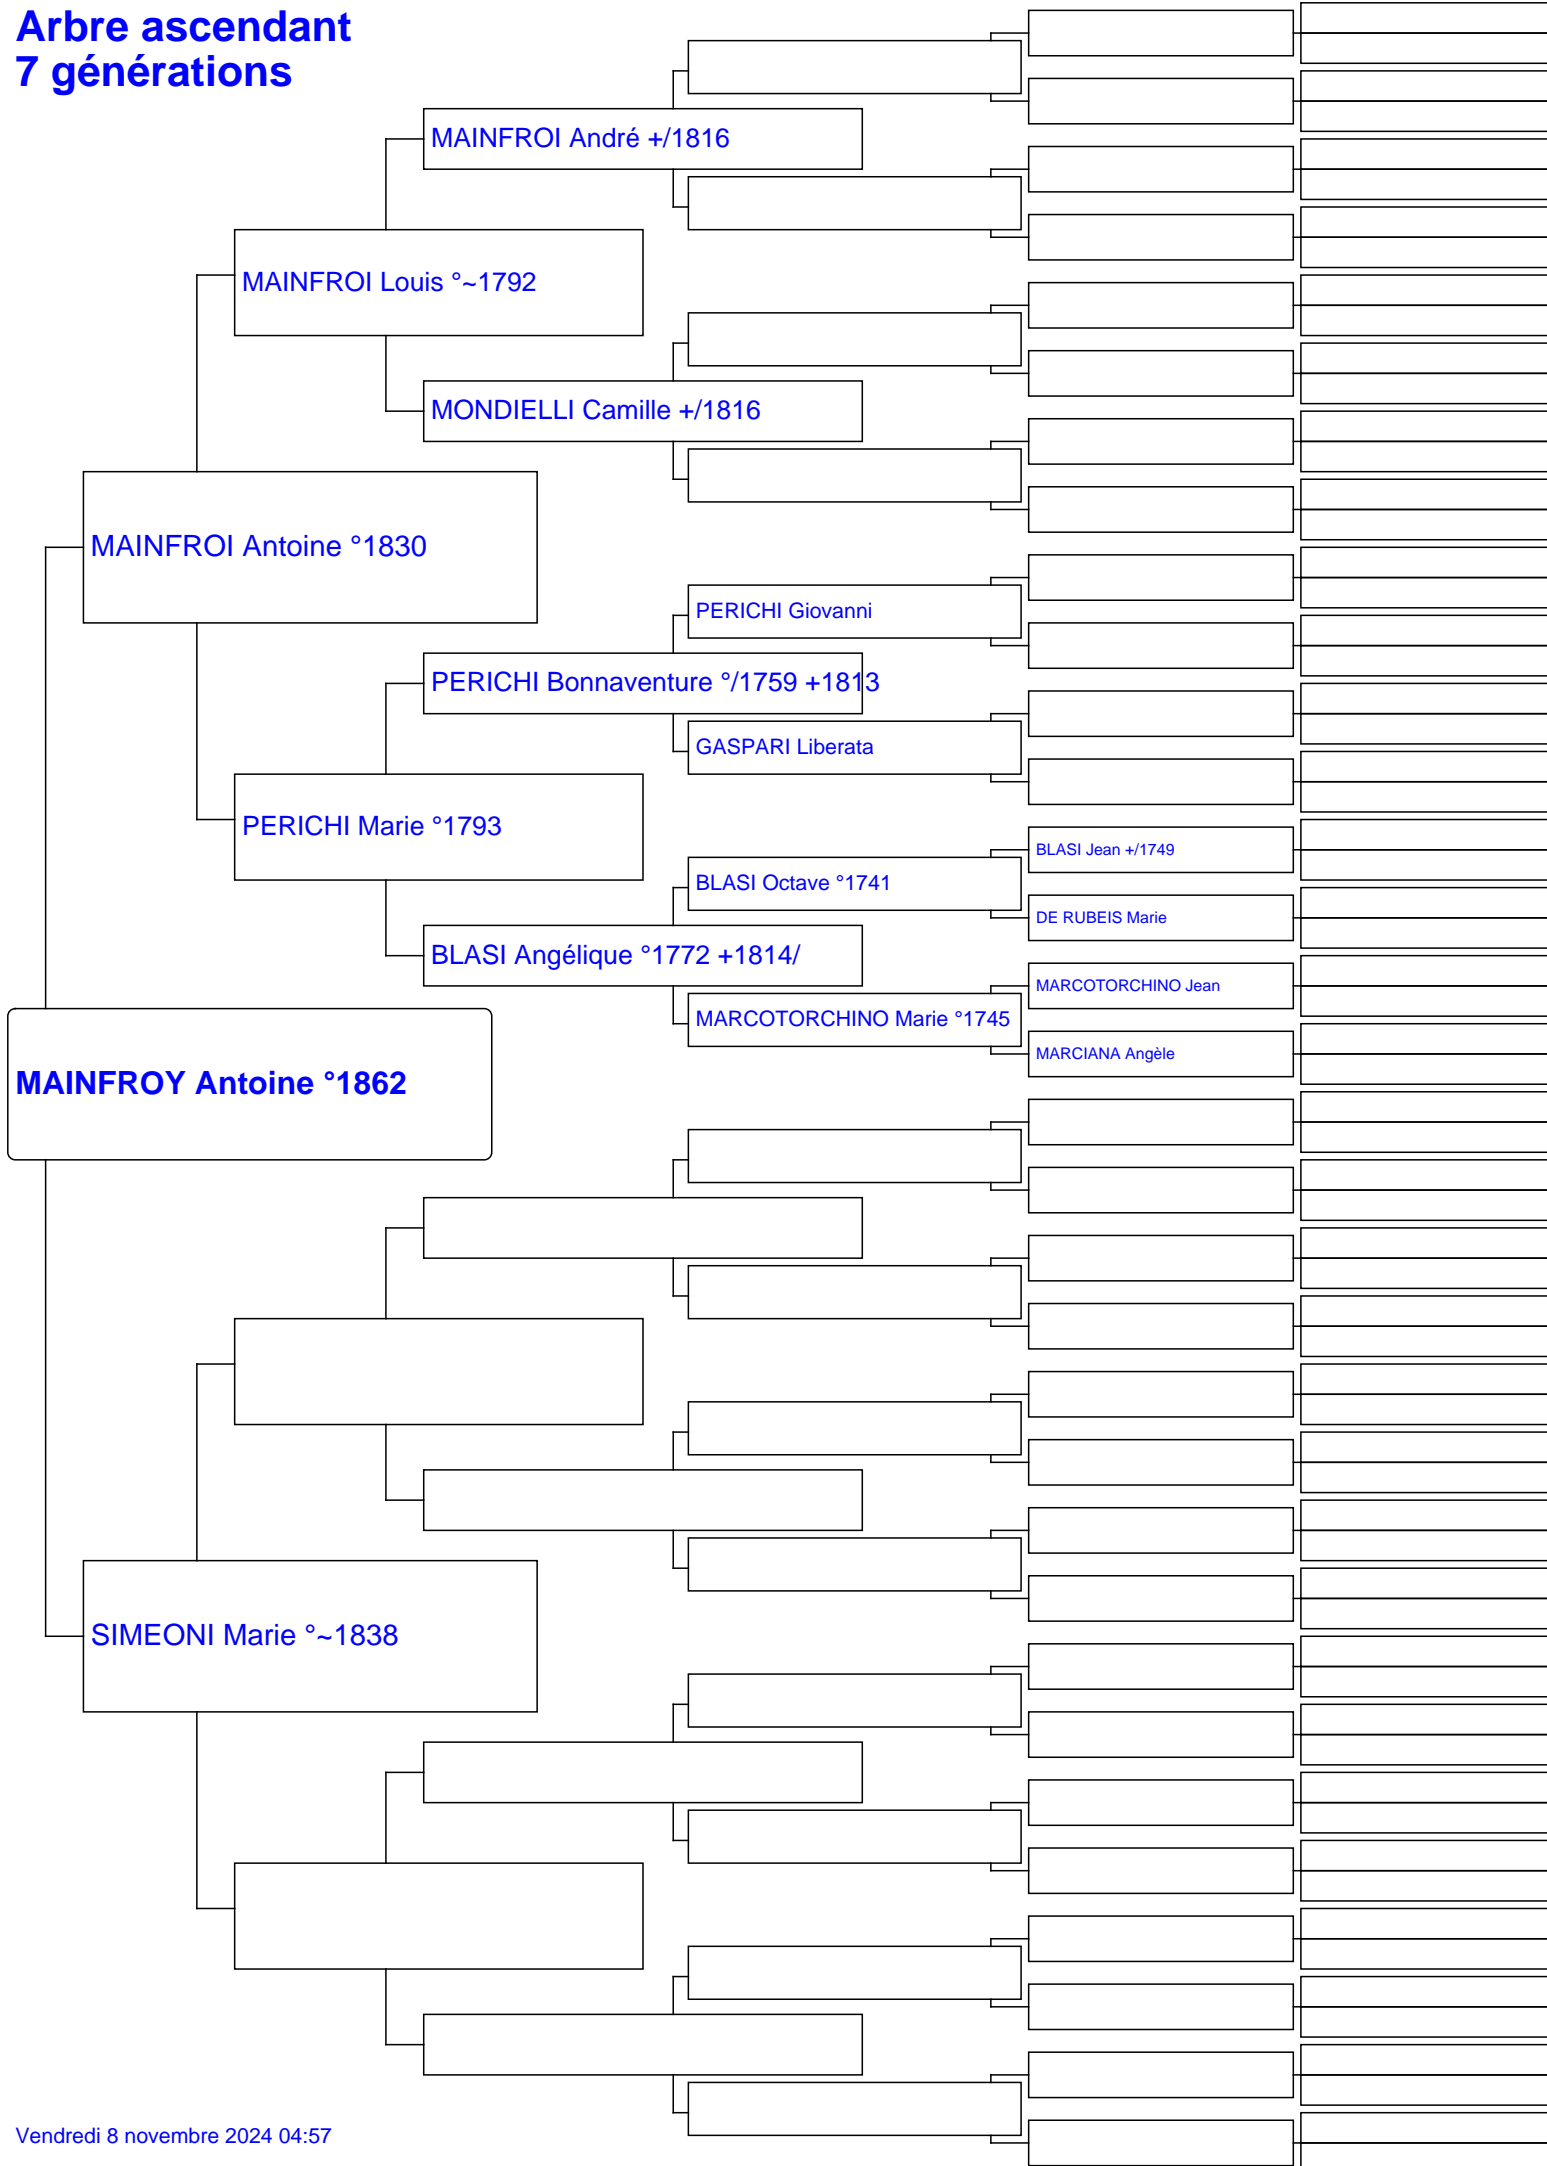 Arbre ascendant
7 générations
MAINFROI André +/1816
MAINFROI Louis °~1792
MONDIELLI Camille +/1816
MAINFROI Antoine °1830
PERICHI Giovanni
PERICHI Bonnaventure °/1759 +1813
GASPARI Liberata
PERICHI Marie °1793
BLASI Jean +/1749
BLASI Octave °1741
DE RUBEIS Marie
BLASI Angélique °1772 +1814/
MARCOTORCHINO Jean
MARCOTORCHINO Marie °1745
MARCIANA Angèle
MAINFROY Antoine °1862
SIMEONI Marie °~1838
Vendredi 8 novembre 2024 04:57